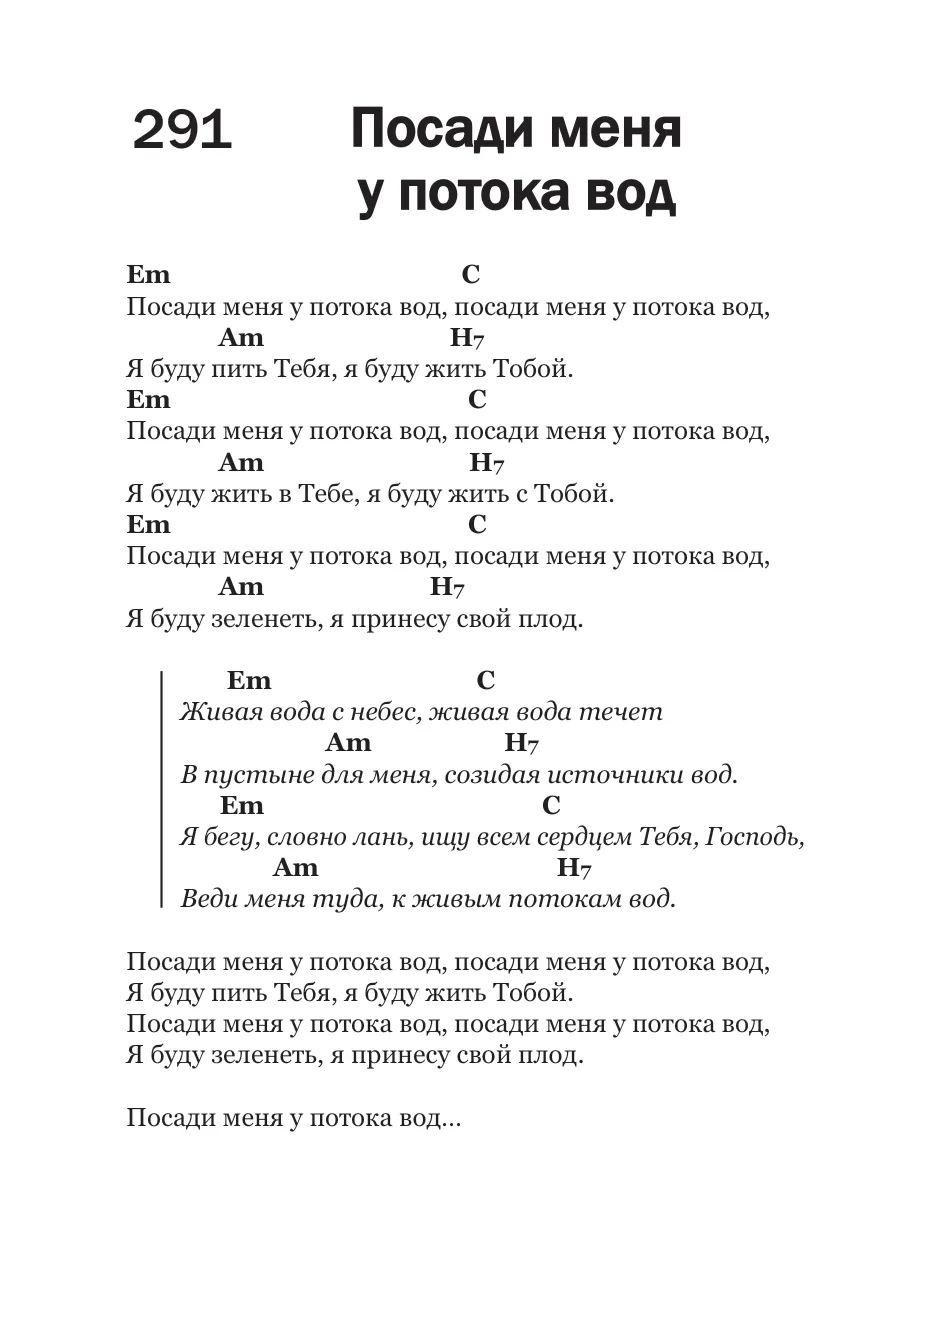 291
Посади меня
у потока вод
Em C
Посади меня у потока вод, посади меня у потока вод,
Am H7
Я буду пить Тебя, я буду жить Тобой.
Em C
Посади меня у потока вод, посади меня у потока вод,
Am H7
Я буду жить в Тебе, я буду жить с Тобой.
Em C
Посади меня у потока вод, посади меня у потока вод,
Am H7
Я буду зеленеть, я принесу свой плод.
Em C
Живая вода с небес, живая вода течет
Am H7
В пустыне для меня, созидая источники вод.
Em C
Я бегу, словно лань, ищу всем сердцем Тебя, Господь,
Am H7
Веди меня туда, к живым потокам вод.
Посади меня у потока вод, посади меня у потока вод,
Я буду пить Тебя, я буду жить Тобой.
Посади меня у потока вод, посади меня у потока вод,
Я буду зеленеть, я принесу свой плод.
Посади меня у потока вод...